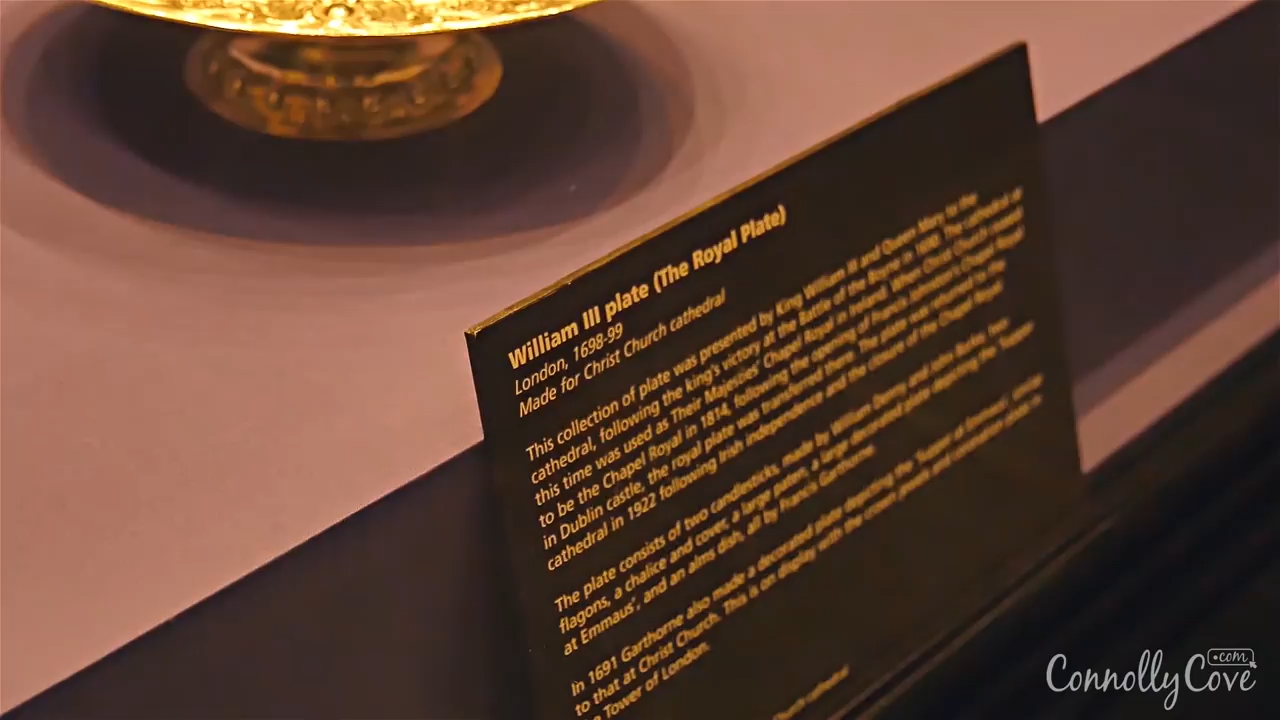 William III plate (The Royal Plate)
London, 1698-99
Made for Christ Church cathedral
This collection of plate was presented by King William III and Queen Mary to the
cathedral, following the king's victory at the Battle of the Boyne in 1690. The cathedral at
this time was used as Their Majesties' Chapel Royal in Ireland. When Christ Church ceased
to be the Chapel Royal in 1814, following the opening of Francis Johnston's Chapel Royal
in Dublin castle, the royal plate was transferred there. The plate was returned to the
cathedral in 1922 following Irish independence and the closure of the Chapel Royal
The plate consists of two candlesticks, made by William Denny and John Bache, two
flagons, a chalice and cover, a large paten, a large decorated plate depicting the 'Supper
at Emmaus', and an alms dish, all by Francis Garthorne.
In 1691 Garthorne also made a decorated plate depicting the 'Supper at Emmaus',
to that at Christ Church. This is on display with the crown jewels and coronation plate in
Tower of London.
Church cathedral
ConnollyCove
.com